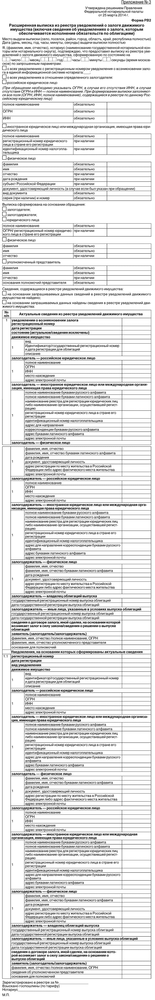 Приложение № 3
Утверждена решением Правления
Федеральной нотариальной палаты
от 25 марта 2014 г.
Форма РВ2
Расширенная выписка из реестра уведомлений о залоге движимого
имущества (включая сведения об уведомлениях о залоге, которым
обеспечивается исполнение обязательств по облигациям)
Место выдачи выписки (село, поселок, район, город, область, край, республика полностью)
Дата (день, месяц, год, часы, минуты, секунды) выдачи выписки полностью
Я, (фамилия, имя, отчество), нотариус (наименование государственной нотариальной кон-
торы или нотариального округа), подтверждаю, что предоставил выписку из реестра уве-
домлений о залоге движимого имущества, сформированную по состоянию на
число месяц год часы минуты секунды (время москов-
ское) по запрошенным параметрам:
о всех уведомлениях с регистрационным номером уведомления о возникновении зало-
га в единой информационной системе нотариата:___;
о всех уведомлениях в отношении определенного залогодателя:
российское юридическое лицо
(При обращении необходимо указывать ОГРН, в случае его отсутствия ИНН, в случае
отсутствия ОГРН и ИНН — полное наименование. При формировании выписки заполняют-
ся все поля (ОГРН, ИНН, полное наименование), содержащиеся в реестре по данному Рос-
сийскому юридическому лицу)
полное наименование обязательно
ОГРН обязательно
ИНН обязательно
иностранное юридическое лицо или международная организация, имеющая права юри-
дического лица
полное наименование обязательно
регистрационный номер юридического при наличии
лица в стране его регистрации
идентификационный номер налогопла- при наличии
тельщика
физическое лицо
фамилия обязательно
имя обязательно
отчество при наличии
дата рождения при наличии
субъект Российской Федерации при наличии
документ, удостоверяющий личность (в случае если был указан при обращении)
вид документа обязательно
серия (при наличии) и номер обязательно
Выписка сформирована на основании обращения:
залогодателя;
залогодержателя;
юридического лица
полное наименование обязательно
ОГРН/ регистрационный номер юридичес- при наличии
кого лица в стране его регистрации
физическое лицо
фамилия обязательно
имя обязательно
отчество при наличии
уполномоченный представитель
фамилия обязательно
имя обязательно
отчество при наличии
основания полномочий представителя обязательно
Сведения, содержащиеся в реестре уведомлений движимого имущества:
на основании запрашиваемых данных сведений в реестре уведомлений движимого
имущества не найдено;
на основании запрашиваемых данных найдены сведения в реестре уведомлений дви-
жимого имущества:
№ п/п Актуальные сведения из реестра уведомлений движимого имущества
1 уведомлении о возникновении залога
регистрационный номер
дата регистрации
состояние (актуальное/сведения исключены)
движимое имущество
вид
1 Идентификатор/государственный регистрационный номер
и дата регистрации для облигаций
описание
залогодатель — российское юридическое лицо
полное наименование
ОГРН
1 ИНН
место нахождения
адрес электронной почты
залогодатель — иностранное юридическое лицо или международная органи-
зация, имеющая права юридического лица
полное наименование буквами русского алфавита
полное наименование буквами латинского алфавита
наименование реестра для регистрации юридических лиц
либо наименование организации, осуществившей регист-
рацию
1 регистрационный номер юридического лица в стране его
регистрации
идентификационный номер налогоплательщика
адрес для направления
корреспонденции буквами русского алфавита
адрес буквами латинского алфавита
адрес электронной почты
залогодатель — физическое лицо
фамилия, имя, отчество
фамилия, имя, отчество буквами латинского алфавита
дата рождения
1 документ, удостоверяющий личность
адрес регистрации по месту жительства в Российской
Федерации либо адрес фактического места жительства
адрес электронной почты
залогодержатель — российское юридическое лицо
полное наименование
ОГРН
1 ИНН
место нахождения
адрес электронной почты
залогодержатель — иностранное юридическое лицо или международная орга-
низация, имеющая права юридического лица
полное наименование буквами русского алфавита
полное наименование буквами латинского алфавита
наименование реестра для регистрации юридических лиц
либо наименование организации, осуществившей регист-
рацию
1 регистрационный номер юридического лица в стране его
регистрации
идентификационный номер налогоплательщика
адрес для направления корреспонденции буквами русского
алфавита
адрес буквами латинского алфавита
адрес электронной почты
залогодержатель — физическое лицо
фамилия, имя, отчество
фамилия, имя, отчество буквами латинского алфавита
дата рождения
1 документ, удостоверяющий личность
адрес регистрации по месту жительства в Российской
Федерации либо адрес фактического места жительства
адрес электронной почты
залогодержатель — владелец облигаций выпуска
государственный регистрационный номер выпуска облигаций
дата государственной регистрации выпуска облигаций
залогодержатель — иные лица, указанные в условиях выпуска облигаций
государственный регистрационный номер выпуска облигаций
дата государственной регистрации выпуска облигаций
сведения о договоре залога, иной сделке, на основании которой
возникает залог в силу закона/сведения о решении о выпуске
облигаций
заявитель (залогодатель/залогодержатель)
фамилия, имя, отчество /полное наименование, ОГРН
фамилия, имя, отчество уполномоченного представителя
основания для полномочий
Уведомления, на основании которых сформированы актуальные сведения
1.1 регистрационный номер
дата регистрации
вид уведомления
движимое имущество
вид
1 идентификатор/государственный регистрационный номер
и дата регистрации для облигаций
описание
залогодатель — российское юридическое лицо
полное наименование
ОГРН
1 ИНН
место нахождения
адрес электронной почты
залогодатель — иностранное юридическое лицо или международная организа-
ция, имеющая права юридического лица
полное наименование буквами русского алфавита
полное наименование буквами латинского алфавита
наименование реестра для регистрации юридических лиц
либо наименование организации, осуществившей регист-
рацию
1 регистрационный номер юридического лица в стране его
регистрации
идентификационный номер налогоплательщика
адрес для направления корреспонденции буквами русского
алфавита
адрес буквами латинского алфавита
адрес электронной почты
залогодатель — физическое лицо
фамилия, имя, отчество
фамилия, имя, отчество буквами латинского алфавита
дата рождения
1 документ, удостоверяющий личность
адрес регистрации по месту жительства в Российской
Федерации либо адрес фактического места жительства
адрес электронной почты
залогодержатель — российское юридическое лицо
полное наименование
ОГРН
1 ИНН
место нахождения
адрес электронной почты
залогодержатель — иностранное юридическое лицо или международная
организация, имеющая права юридического лица
полное наименование буквами русского алфавита
полное наименование буквами латинского алфавита
наименование реестра для регистрации юридических лиц
либо наименование организации, осуществившей регист-
рацию
1 регистрационный номер юридического лица в стране его
регистрации
идентификационный номер налогоплательщика
адрес для направления корреспонденции буквами русского
алфавита
адрес буквами латинского алфавита
адрес электронной почты
залогодержатель — физическое лицо
фамилия, имя, отчество
фамилия, имя, отчество буквами латинского алфавита
дата рождения
1 документ, удостоверяющий личность
адрес регистрации по месту жительства в Российской
Федерации либо адрес фактического места жительства
адрес электронной почты
залогодержатель — владелец облигаций выпуска
государственный регистрационный номер выпуска облигаций
дата государственной регистрации выпуска облигаций
залогодержатель — иные лица, указанные в условиях выпуска облигаций
государственный регистрационный номер выпуска облигаций
дата государственной регистрации выпуска облигаций
сведения о договоре залога, иной сделке, на основании кото-
рой возникает залог в силу закона/сведения о решении о
выпуске облигаций
заявитель (залогодатель/залогодержатель)
фамилия, имя, отчество /полное наименование, ОГРН
сведения об уполномоченном представителе
основания для полномочий
Зарегистрировано в реестре за №__________________
Взыскано госпошлины (по тарифу)
Нотариус______________________
М.П.